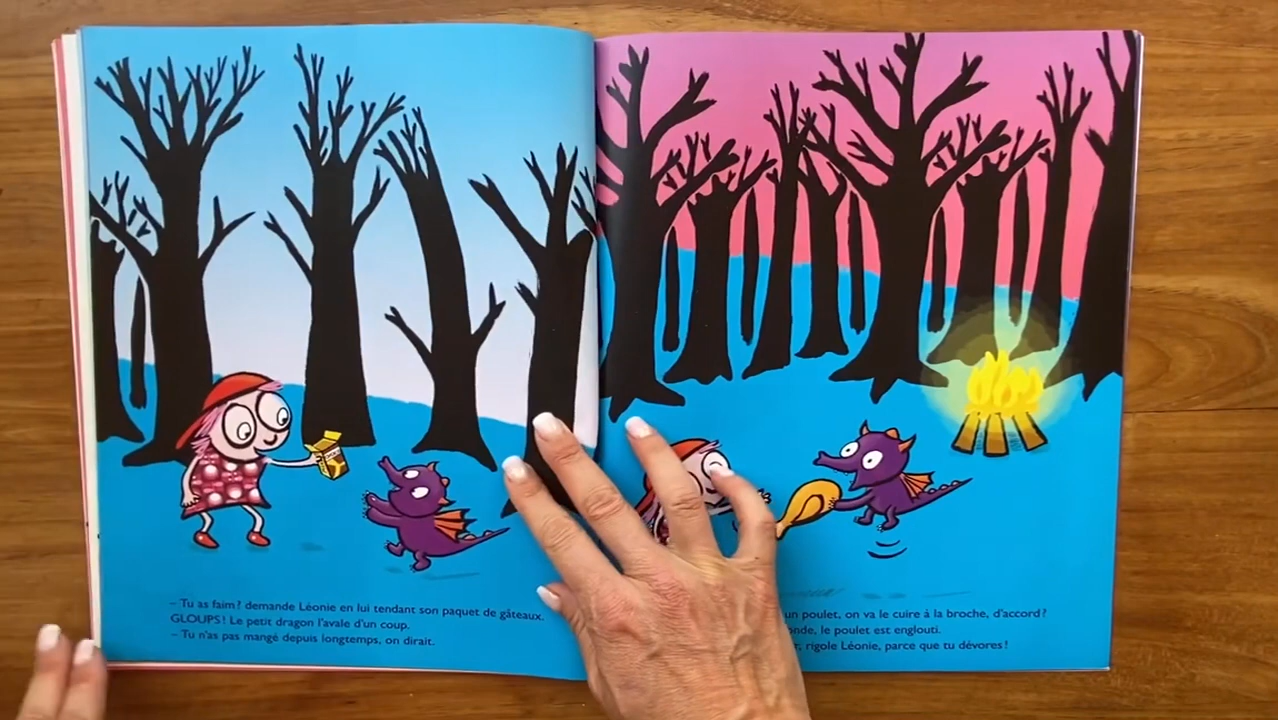 – Tu as faim ? demande Léonie en lui tendant son paquet de gâteaux.
GLOUPS ! Le petit dragon l'avale d'un coup.
– Tu n'as pas mangé depuis longtemps, on dirait.
un poulet, on va le cuire à la broche, d'accord ?
le poulet est englouti.
rigole Léonie, parce que tu dévores !